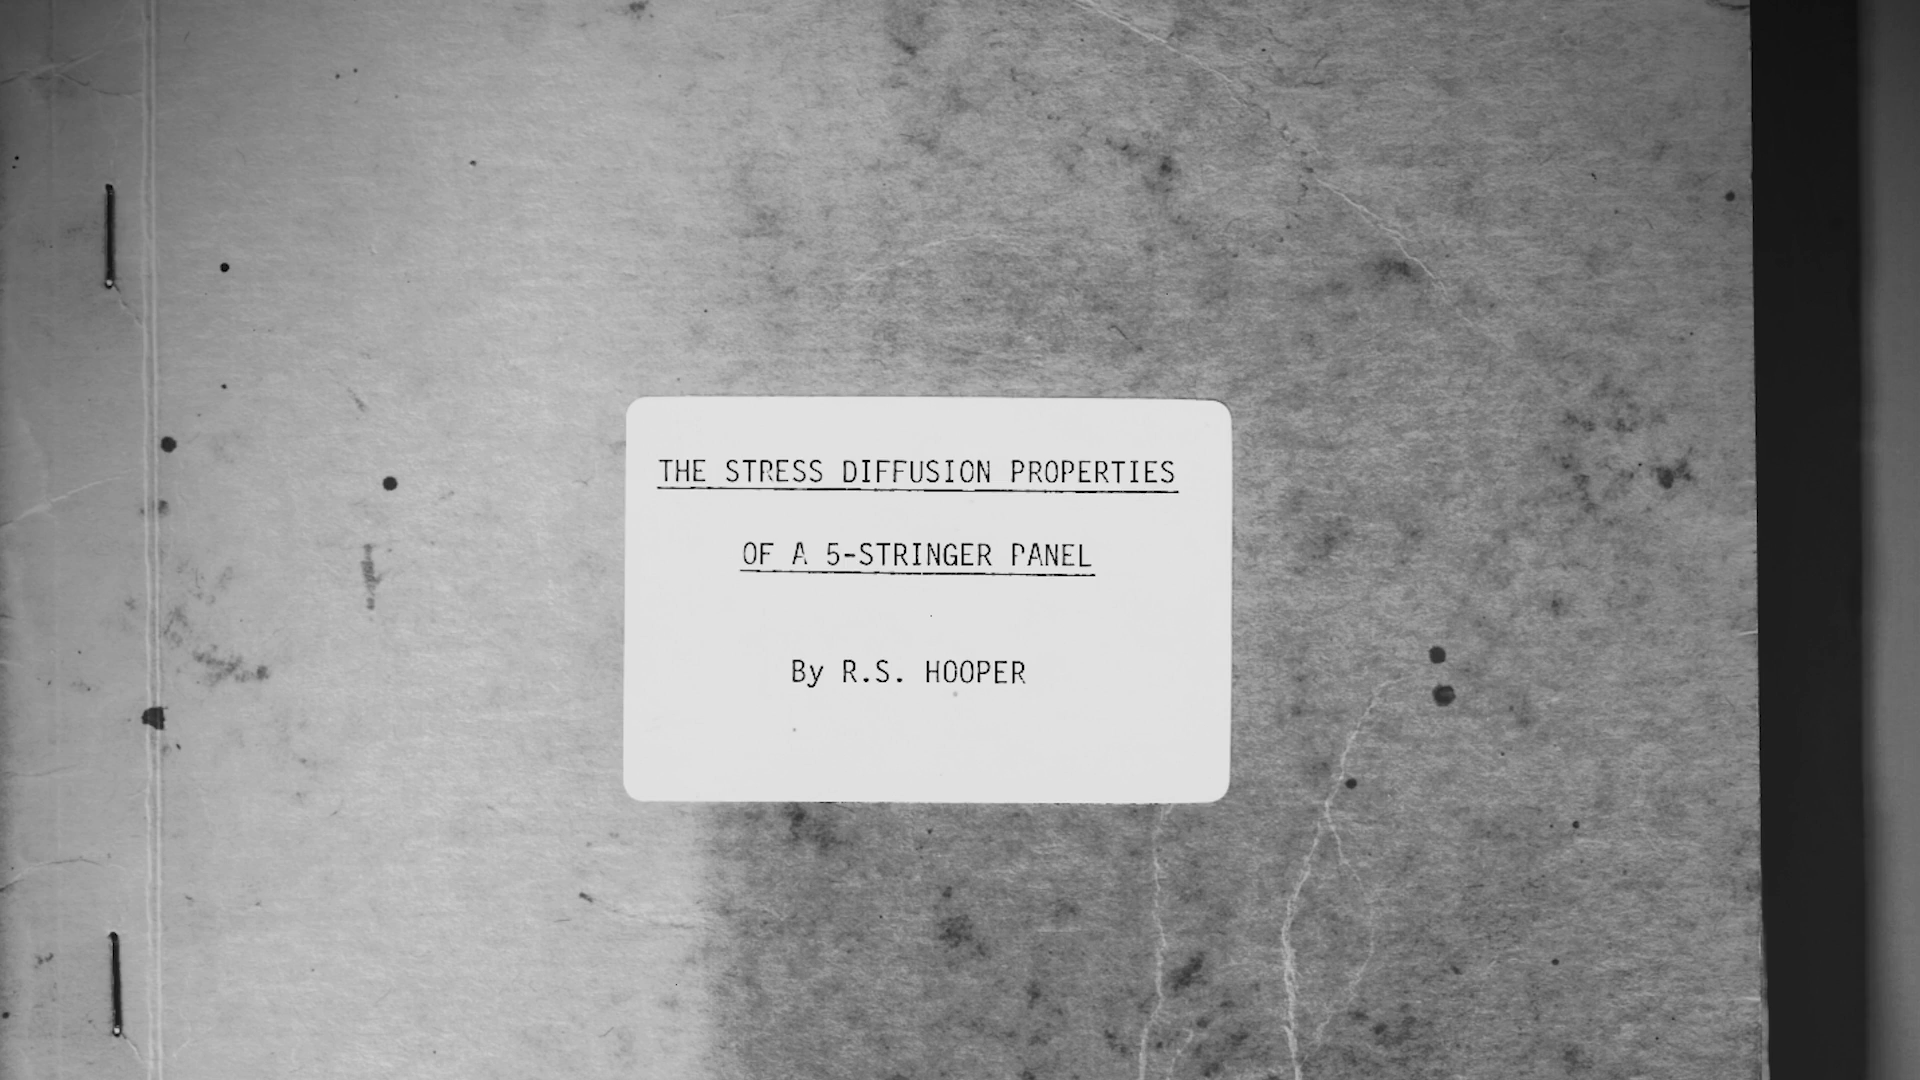 THE STRESS DIFFUSION PROPERTIES
OF A 5-STRINGER PANEL
By R.S. HOOPER